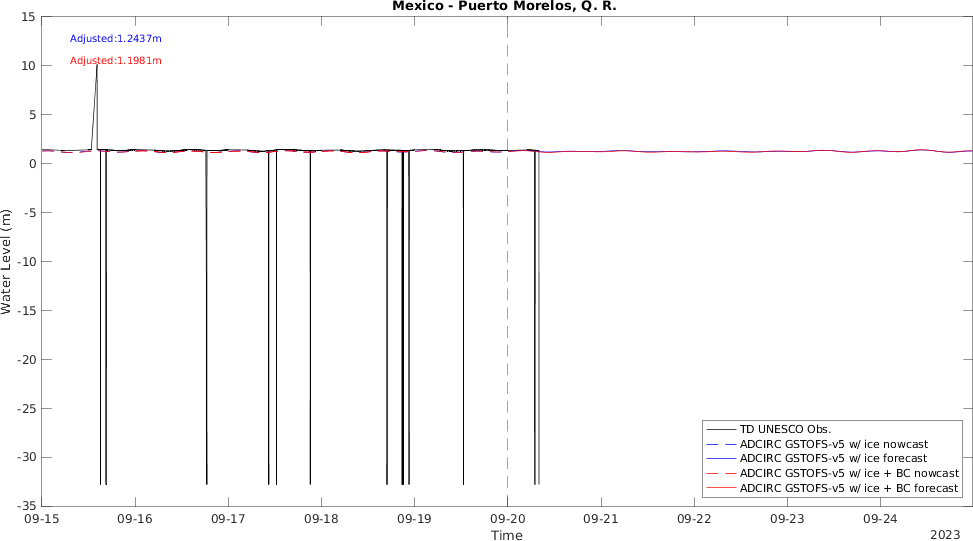 Mexico - Puerto Morelos, Q. R.
Adjusted:1.2437m
Adjusted:1.1981m
15
10
5
0
-5
-10
-15
-20
-25
-30
-35
Water Level (m)
TD UNESCO Obs.
ADCIRC GSTOFS-v5 w/ ice nowcast
ADCIRC GSTOFS-v5 w/ ice forecast
ADCIRC GSTOFS-v5 w/ ice + BC nowcast
ADCIRC GSTOFS-v5 w/ ice + BC forecast
09-15 09-16 09-17 09-18 09-19 09-20 09-21 09-22 09-23 09-24
Time
2023